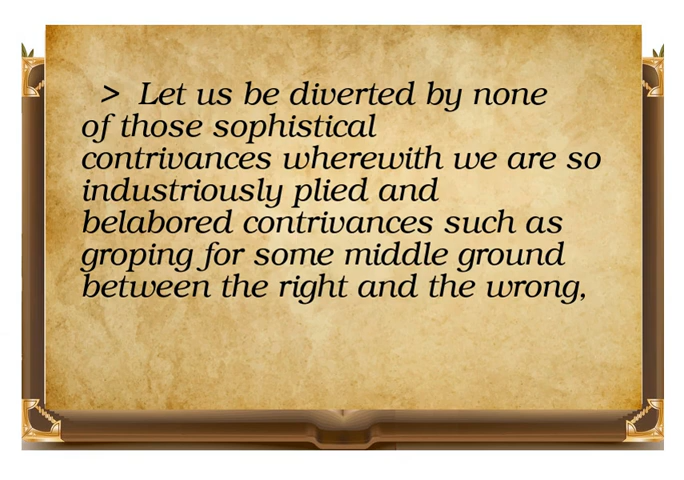 > Let us be diverted by none
of those sophistical
contrivances wherewith we are so
industriously plied and
belabored contrivances such as
groping for some middle ground
between the right and the wrong,